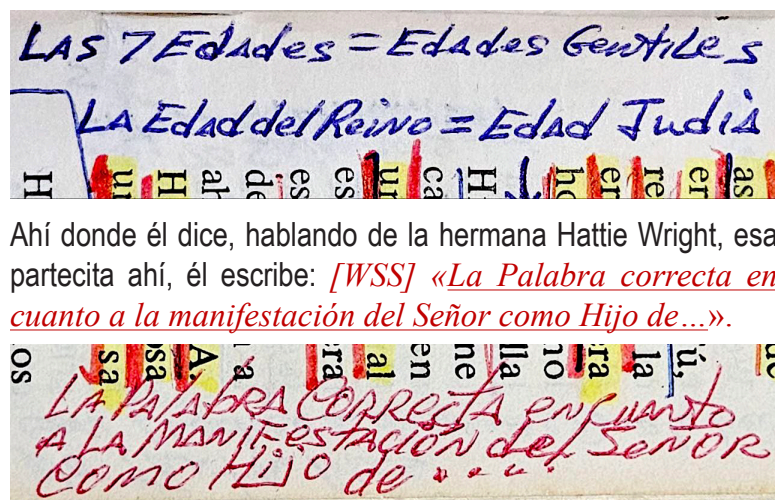 LAS 7 Edades = Edades Gentiles
LA Edad del Reino = Edad Judia
Ahí donde él dice, hablando de la hermana Hattie Wright, esa
partecita ahí, él escribe: [WSS] «La Palabra correcta en
cuanto a la manifestación del Señor como Hijo de…».
LA PALABRA CORRECTA EN CUANTO
A LA MANIFESTACIÓN del SEÑOR
COMO HIJO de . . . .